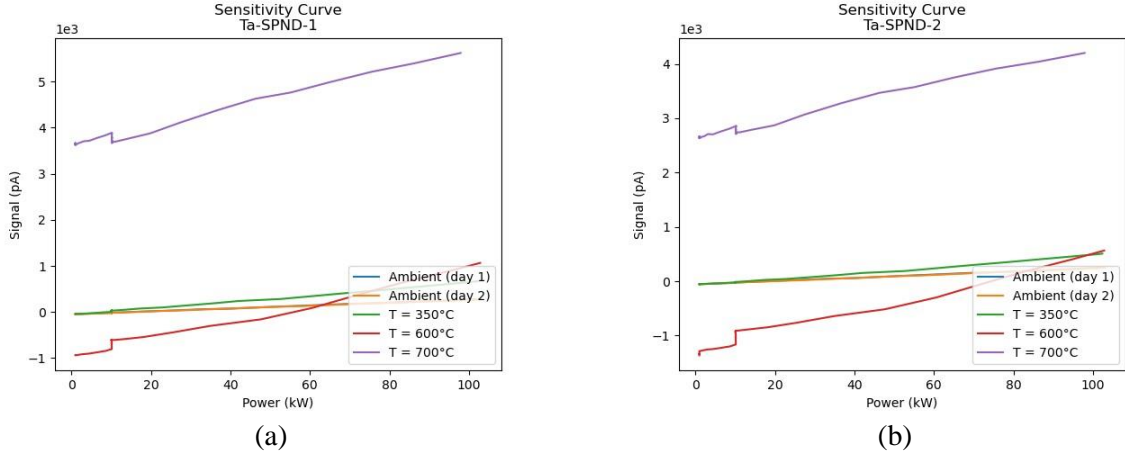 Sensitivity Curve
Ta-SPND-1
1e3
5
4
3
2
1
0
−1
Signal (pA)
0 20 40 60 80 100
Power (kW)
Ambient (day 1)
Ambient (day 2)
T = 350°C
T = 600°C
T = 700°C
(a)
Sensitivity Curve
Ta-SPND-2
1e3
4
3
2
1
0
−1
Signal (pA)
0 20 40 60 80 100
Power (kW)
Ambient (day 1)
Ambient (day 2)
T = 350°C
T = 600°C
T = 700°C
(b)